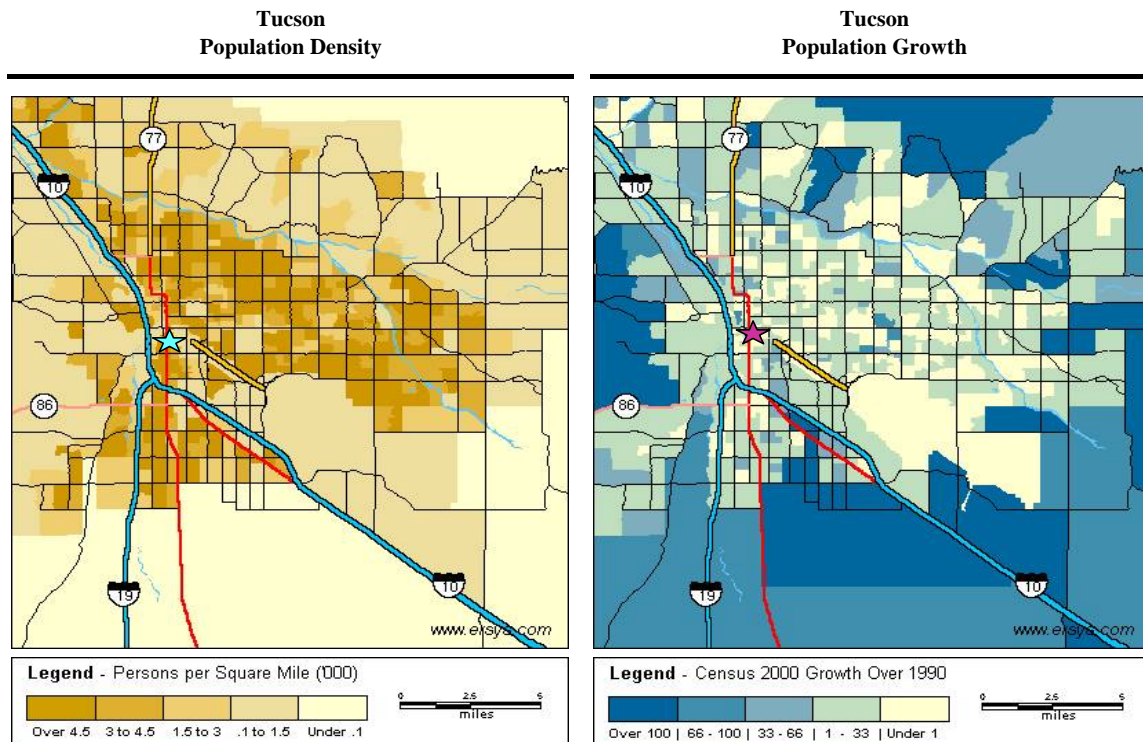 Tucson
Population Density
77
10
86
19
10
www.ersys.com
Legend - Persons per Square Mile ('000)
0 2.5 5
miles
Over 4.5 3 to 4.5 1.5 to 3 .1 to 1.5 Under .1
Tucson
Population Growth
77
10
86
19
10
www.ersys.com
Legend - Census 2000 Growth Over 1990
0 2.5 5
miles
Over 100 | 66 - 100 | 33 - 66 | 1 - 33 | Under 1